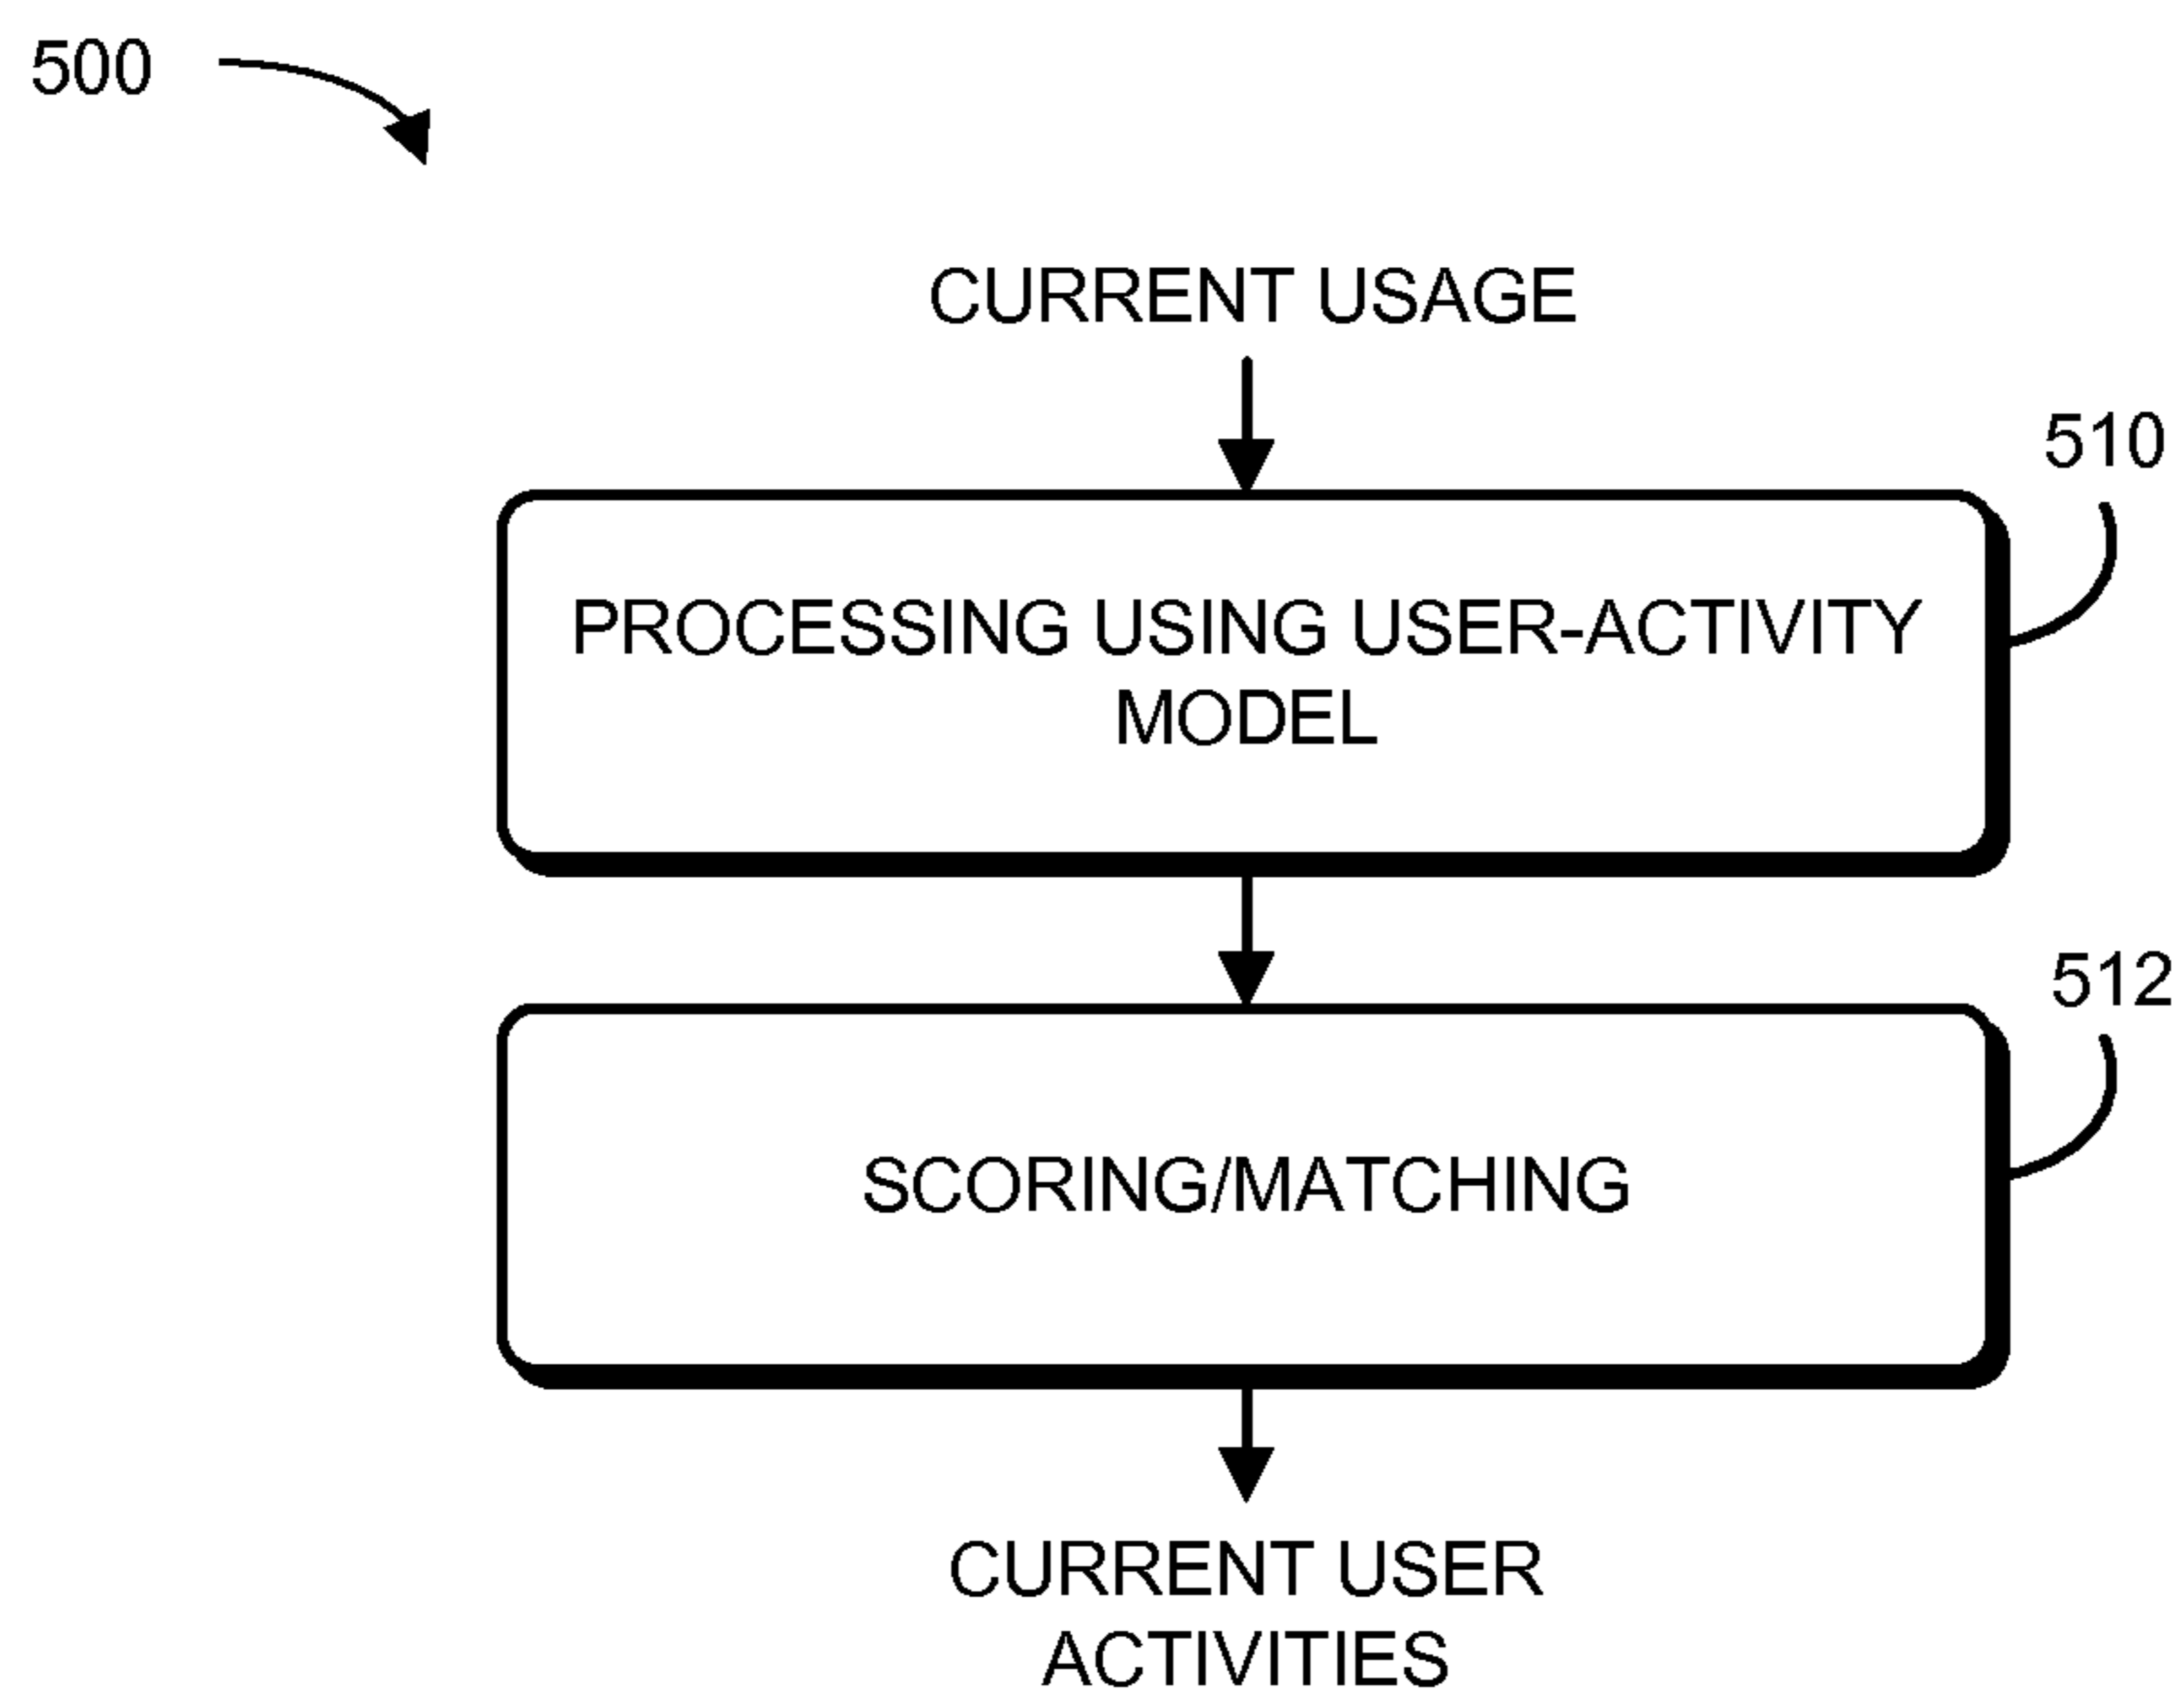 500
CURRENT USAGE
510
PROCESSING USING USER-ACTIVITY
MODEL
512
SCORING/MATCHING
CURRENT USER
ACTIVITIES